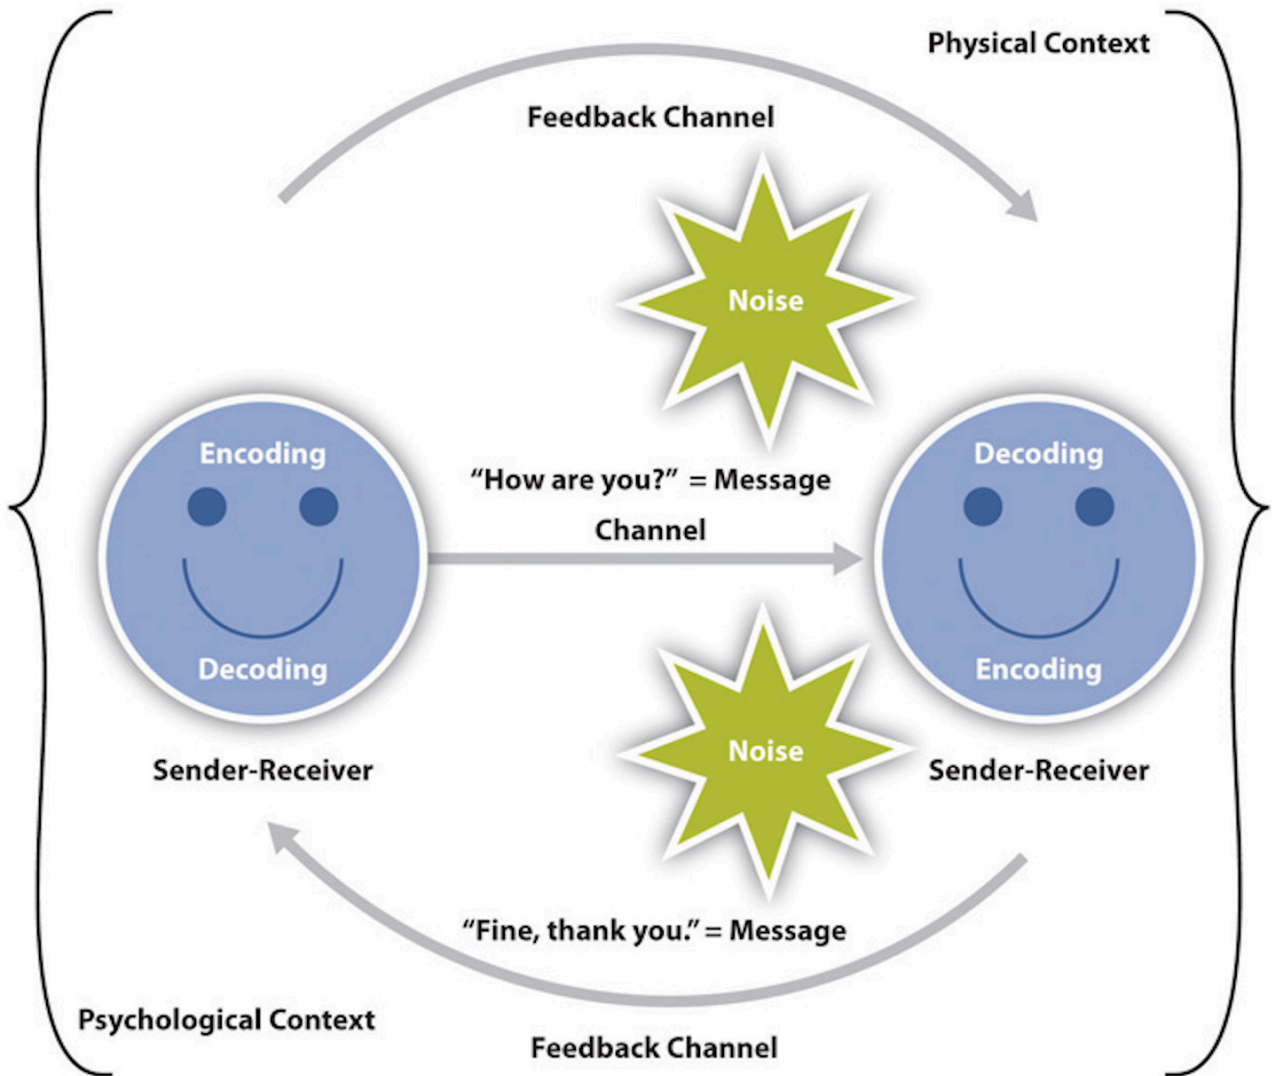 Physical Context
Feedback Channel
Noise
Encoding
Decoding
“How are you?” = Message
Channel
Decoding
Encoding
Noise
Sender-Receiver
Sender-Receiver
“Fine, thank you.” = Message
Psychological Context
Feedback Channel